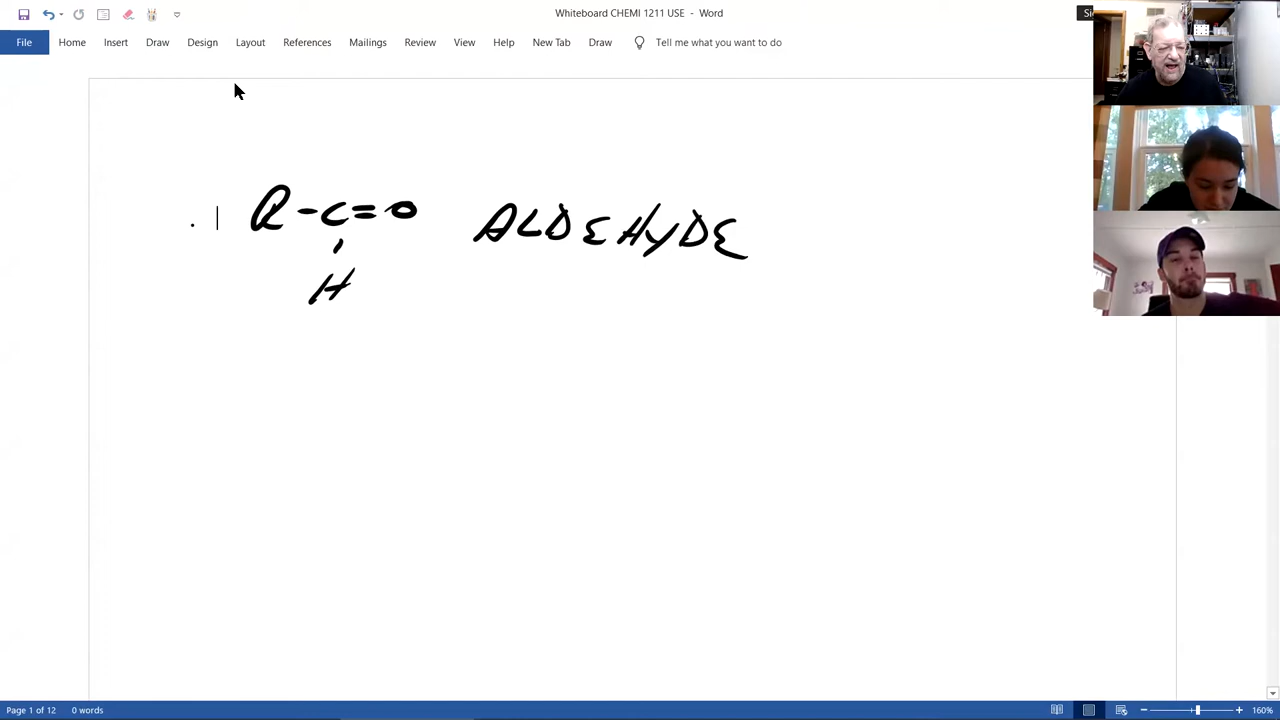 Whiteboard CHEMI 1211 USE - Word
File Home Insert Draw Design Layout References Mailings Review View Help New Tab Draw Tell me what you want to do
R-C=O ALDEHYDE
H
Page 1 of 12 0 words 160%